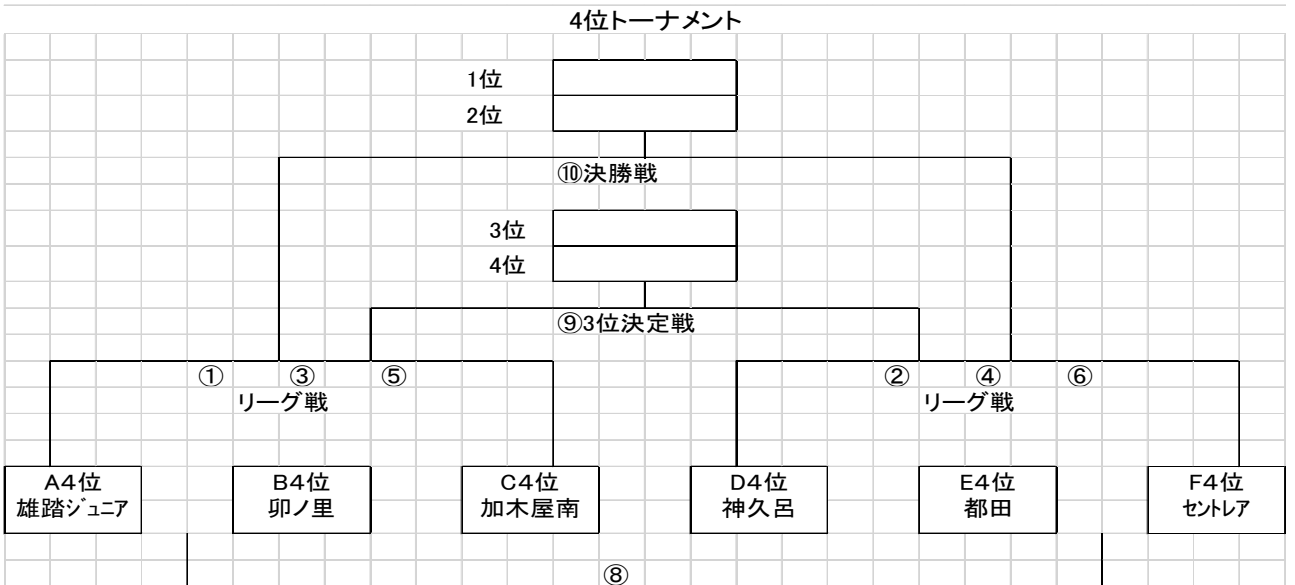 4位トーナメント
1位
2位
⑩決勝戦
3位
4位
⑨3位決定戦
① ③ ⑤ ② ④ ⑥
リーグ戦 リーグ戦
A4位 B4位 C4位 D4位 E4位 F4位
雄踏ｼﾞｭﾆｱ 卯ノ里 加木屋南 神久呂 都田 ｾﾝﾄﾚｱ
⑧